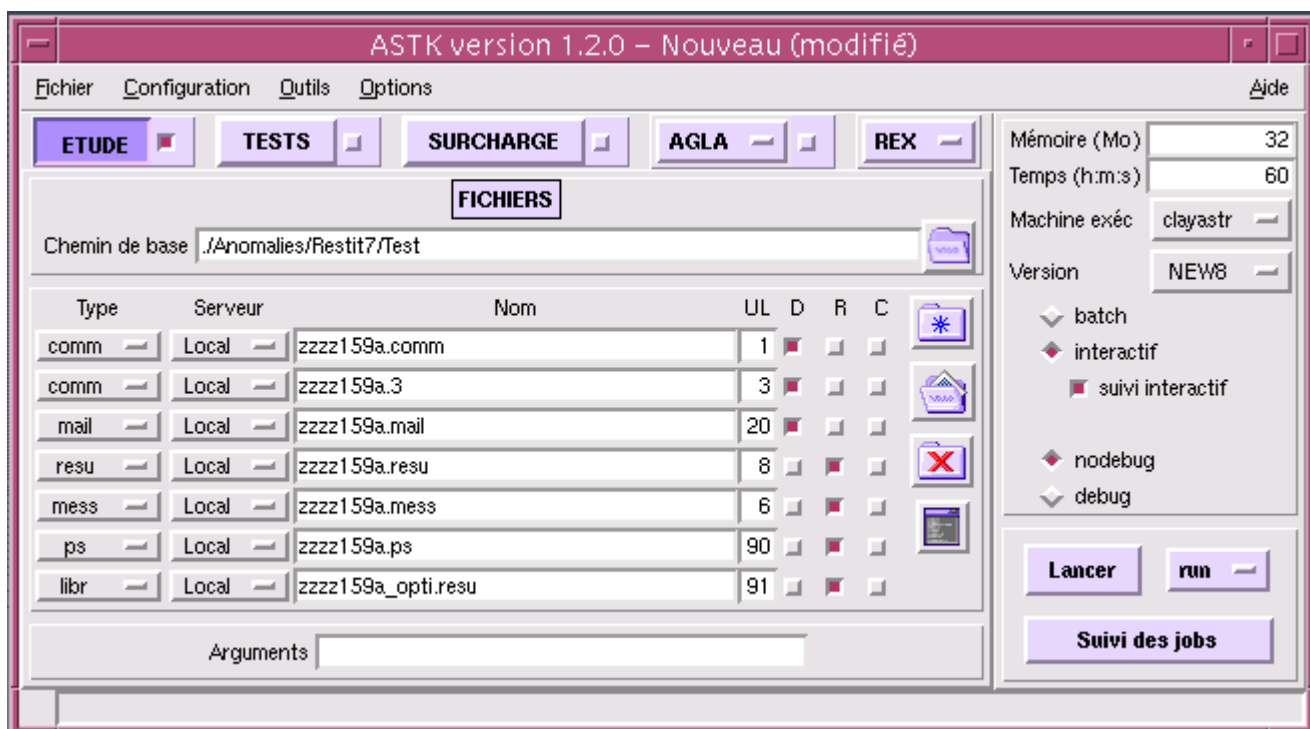 ASTK version 1.2.0 – Nouveau (modifié)
Fichier Configuration Outils Options Aide
ETUDE TESTS SURCHARGE AGLA REX
FICHIERS
Chemin de base ./Anomalies/Restit7/Test
Type Serveur Nom UL D R C
comm Local zzzz159a.comm 1
comm Local zzzz159a.3 3
mail Local zzzz159a.mail 20
resu Local zzzz159a.resu 8
mess Local zzzz159a.mess 6
ps Local zzzz159a.ps 90
libr Local zzzz159a_opti.resu 91
Arguments
Mémoire (Mo) 32
Temps (h:m:s) 60
Machine exéc clayastr
Version NEW8
batch
interactif
suivi interactif
nodebug
debug
Lancer run
Suivi des jobs